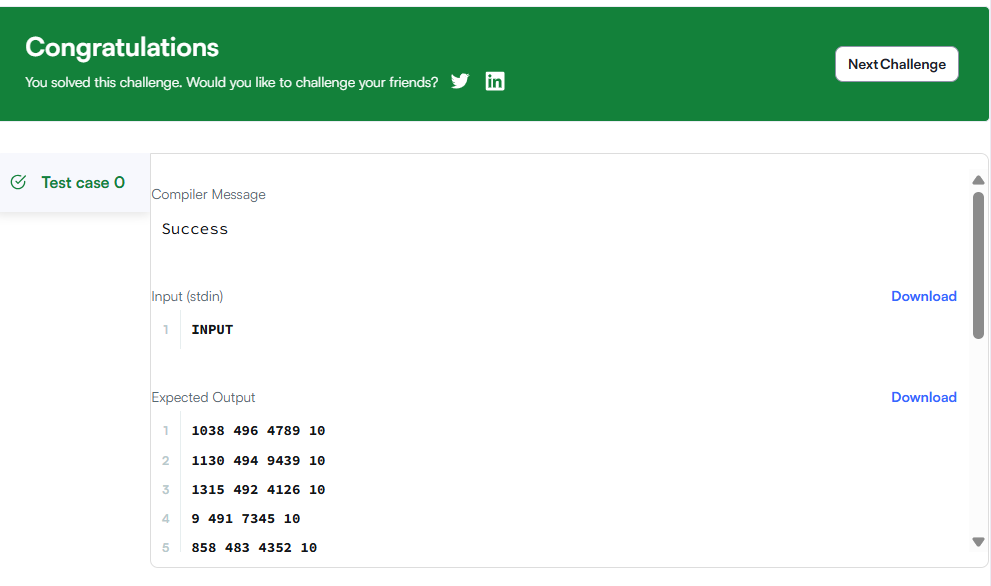 Congratulations
You solved this challenge. Would you like to challenge your friends?
Next Challenge
Test case 0
Compiler Message
Success
Input (stdin)
Download
1 INPUT
Expected Output
Download
1 1038 496 4789 10
2 1130 494 9439 10
3 1315 492 4126 10
4 9 491 7345 10
5 858 483 4352 10